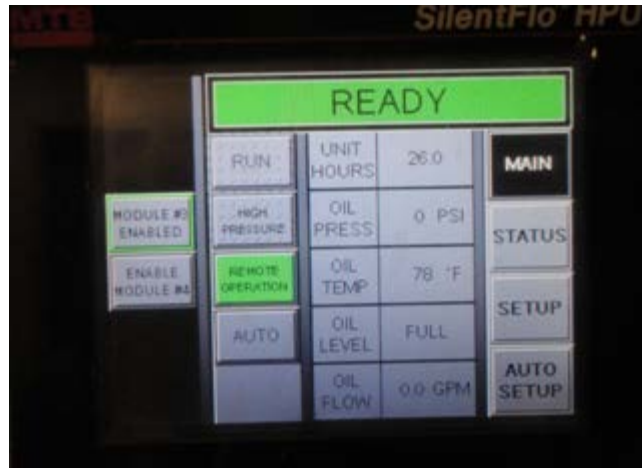 MTS
SilentFlo HPU
READY
RUN
UNIT
HOURS
26.0
MAIN
MODULE #3
ENABLED
HIGH
PRESSURE
OIL
PRESS
0 PSI
STATUS
ENABLE
MODULE #4
REMOTE
OPERATION
OIL
TEMP
78 °F
SETUP
AUTO
OIL
LEVEL
FULL
OIL
FLOW
0.0 GPM
AUTO
SETUP